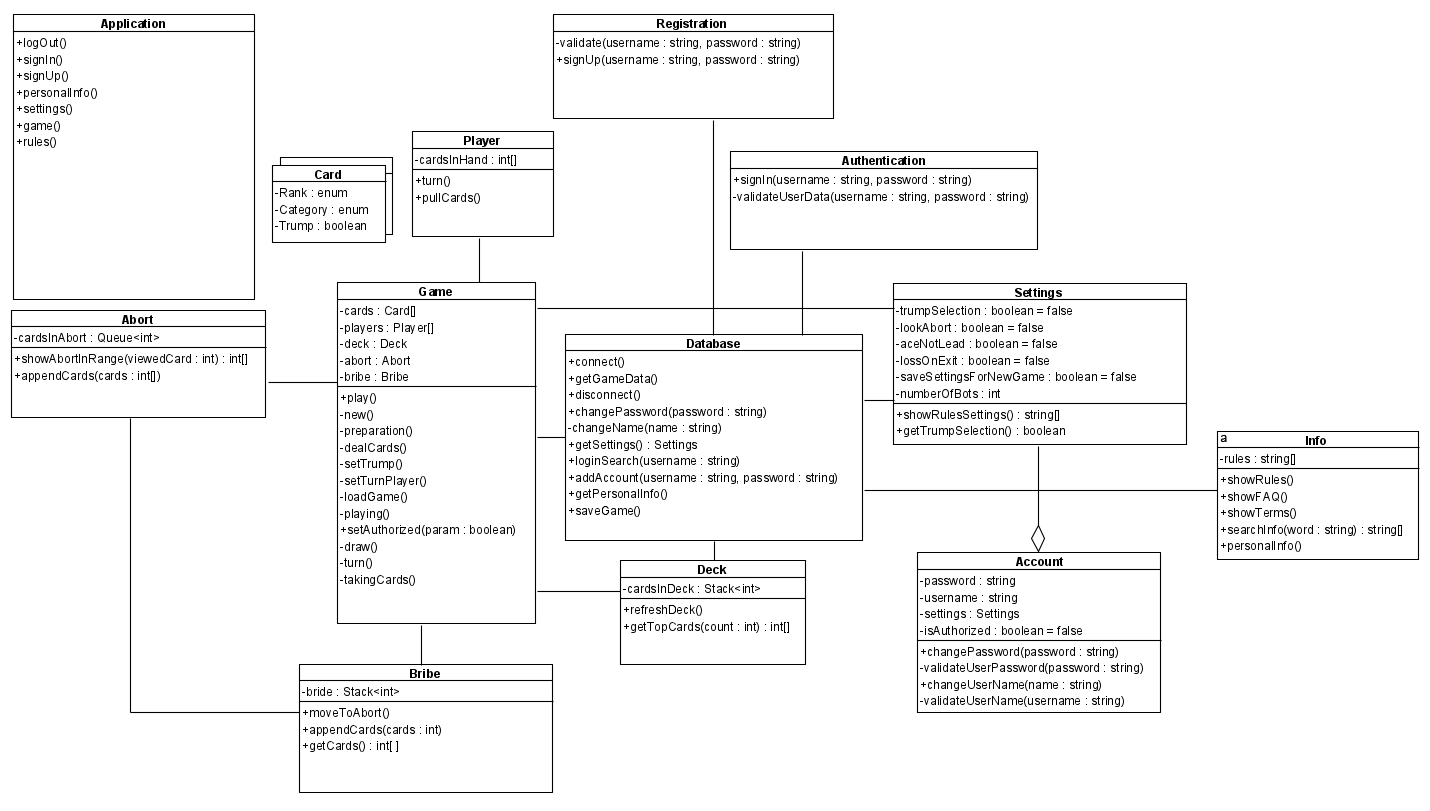 Application
+logOut()
+signIn()
+signUp()
+personalInfo()
+settings()
+game()
+rules()
Registration
-validate(username : string, password : string)
+signUp(username : string, password : string)
Player
-cardsInHand : int[]
+turn()
+pullCards()
Card
-Rank : enum
-Category : enum
-Trump : boolean
Authentication
+signIn(username : string, password : string)
-validateUserData(username : string, password : string)
Abort
-cardsInAbort : Queue<int>
+showAbortInRange(viewedCard : int) : int[]
+appendCards(cards : int[])
Game
-cards : Card[]
-players : Player[]
-deck : Deck
-abort : Abort
-bribe : Bribe
+play()
-new()
-preparation()
-dealCards()
-setTrump()
-setTurnPlayer()
-loadGame()
-playing()
+setAuthorized(param : boolean)
-draw()
-turn()
-takingCards()
Database
+connect()
+getGameData()
+disconnect()
+changePassword(password : string)
-changeName(name : string)
+getSettings() : Settings
+loginSearch(username : string)
+addAccount(username : string, password : string)
+getPersonalInfo()
+saveGame()
Settings
-trumpSelection : boolean = false
-lookAbort : boolean = false
-aceNotLead : boolean = false
-lossOnExit : boolean = false
-saveSettingsForNewGame : boolean = false
-numberOfBots : int
+showRulesSettings() : string[]
+getTrumpSelection() : boolean
a
Info
-rules : string[]
+showRules()
+showFAQ()
+showTerms()
+searchInfo(word : string) : string[]
+personalInfo()
Deck
-cardsInDeck : Stack<int>
+refreshDeck()
+getTopCards(count : int) : int[]
Account
-password : string
-username : string
-settings : Settings
-isAuthorized : boolean = false
+changePassword(password : string)
-validateUserPassword(password : string)
+changeUserName(name : string)
-validateUserName(username : string)
Bribe
-bride : Stack<int>
+moveToAbort()
+appendCards(cards : int)
+getCards() : int[ ]